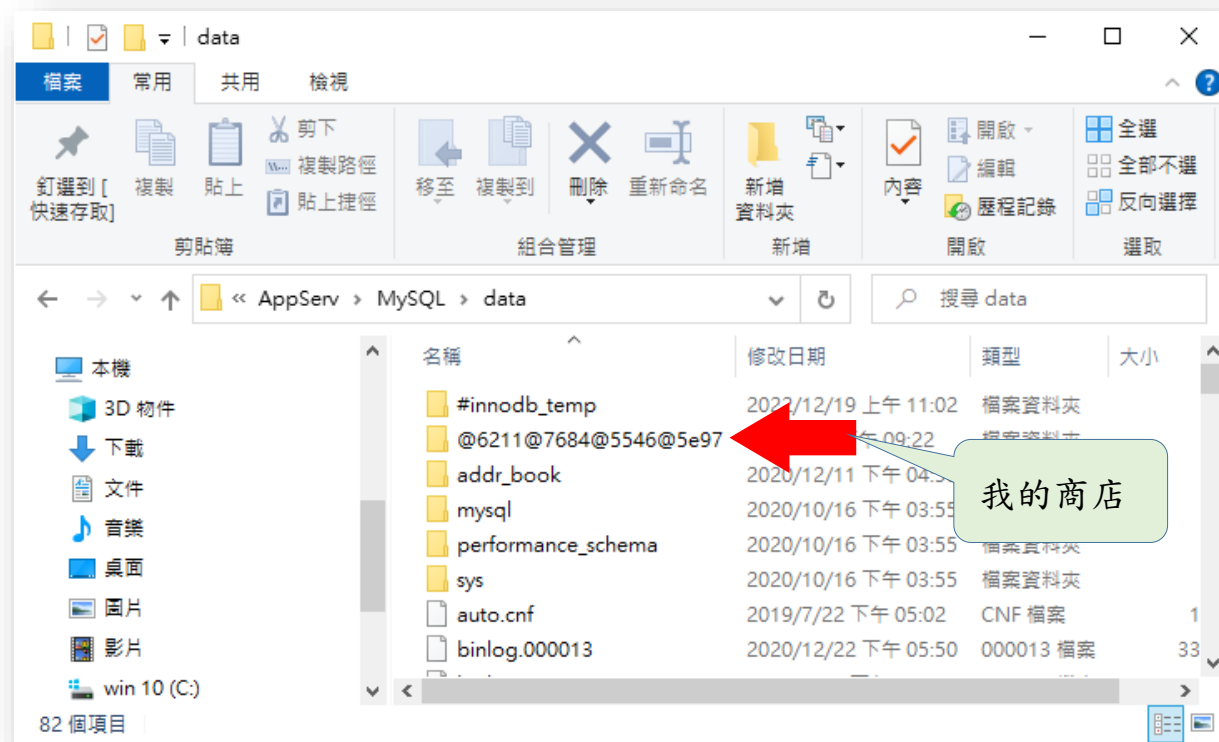 data
檔案 常用 共用 檢視
釘選到 [
快速存取]
複製
貼上
剪下
複製路徑
貼上捷徑
剪貼簿
移至
複製到
刪除
重新命名
組合管理
新增
資料夾
新增
內容
開啟
編輯
歷程記錄
開啟
全選
全部不選
反向選擇
選取
« AppServ › MySQL › data
搜尋 data
本機
3D 物件
下載
文件
音樂
桌面
圖片
影片
win 10 (C:)
名稱 修改日期 類型 大小
#innodb_temp 2022/12/19 上午 11:02 檔案資料夾
@6211@7684@5546@5e97 09:22
addr_book 2020/12/11 下午
mysql 2020/10/16 下午 03:55
performance_schema 2020/10/16 下午 03:55 檔案資料夾
sys 2020/10/16 下午 03:55 檔案資料夾
auto.cnf 2019/7/22 下午 05:02 CNF 檔案 1
binlog.000013 2020/12/22 下午 05:50 000013 檔案 33
我的商店
82 個項目